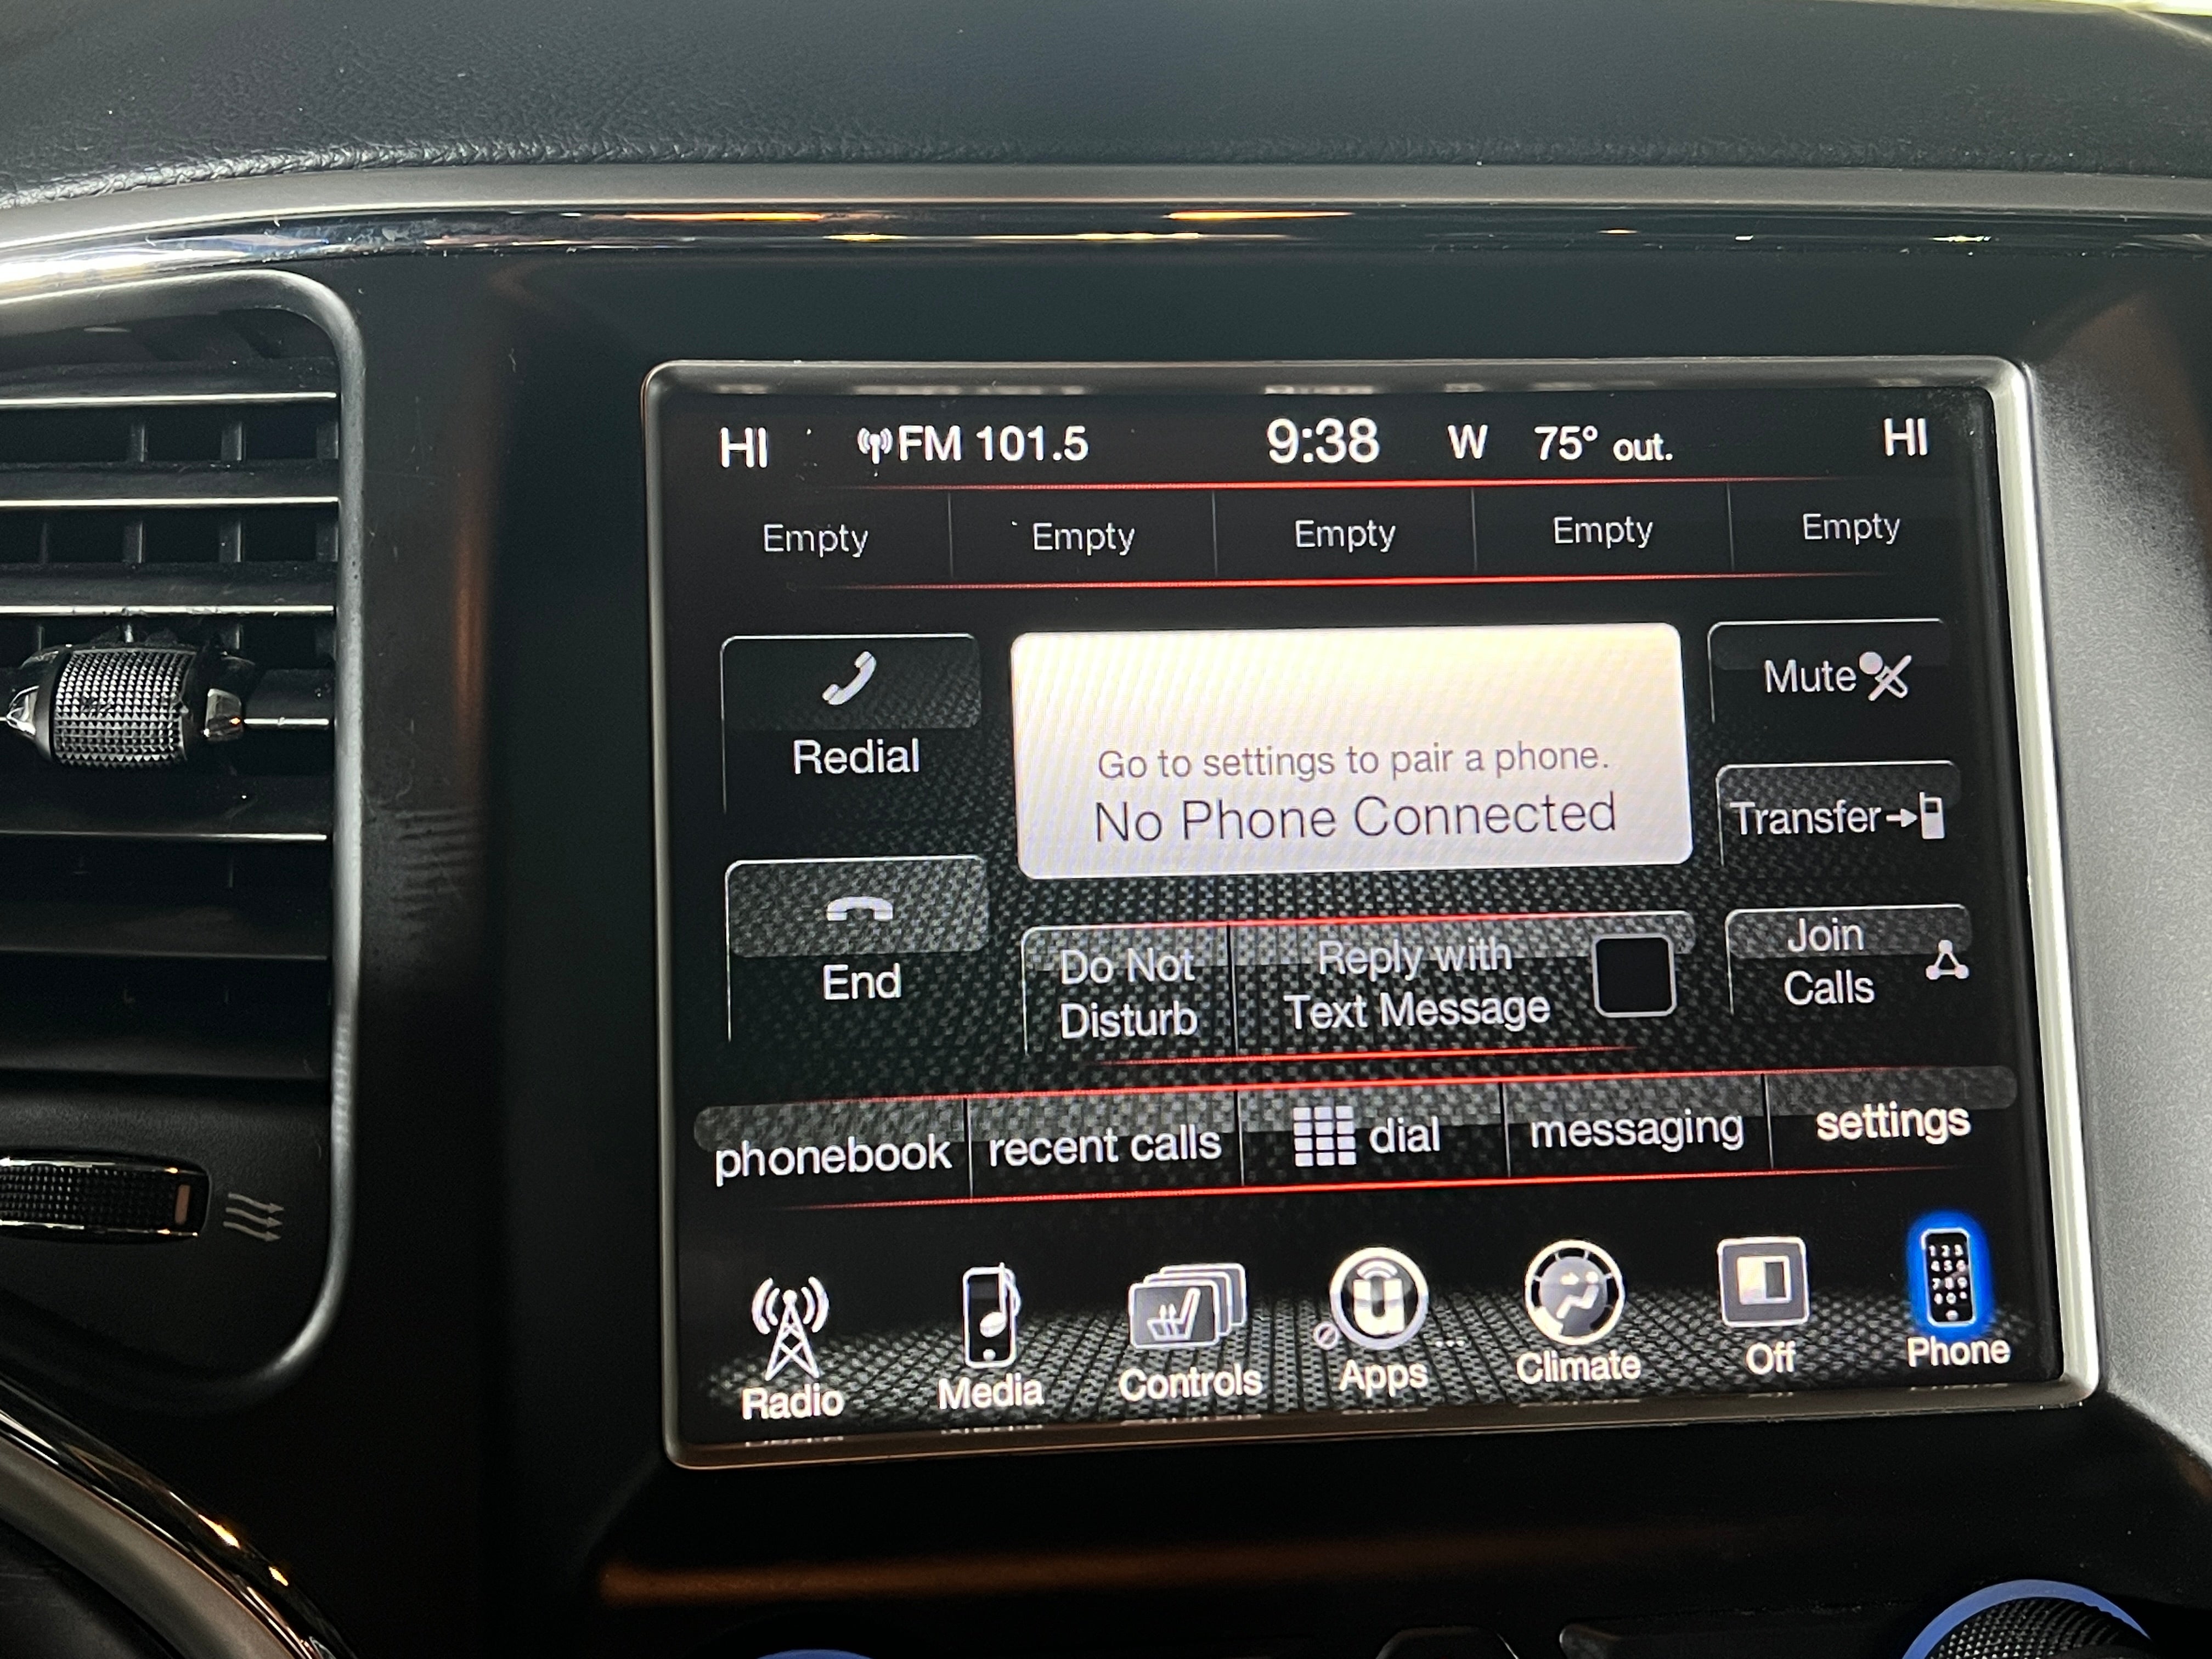 HI FM 101.5 9:38 W 75° out. HI
Empty Empty Empty Empty Empty
Redial
Go to settings to pair a phone.
No Phone Connected
Mute
Transfer
End
Do Not
Disturb
Reply with
Text Message
Join
Calls
phonebook recent calls dial messaging settings
Radio Media Controls Apps Climate Off Phone